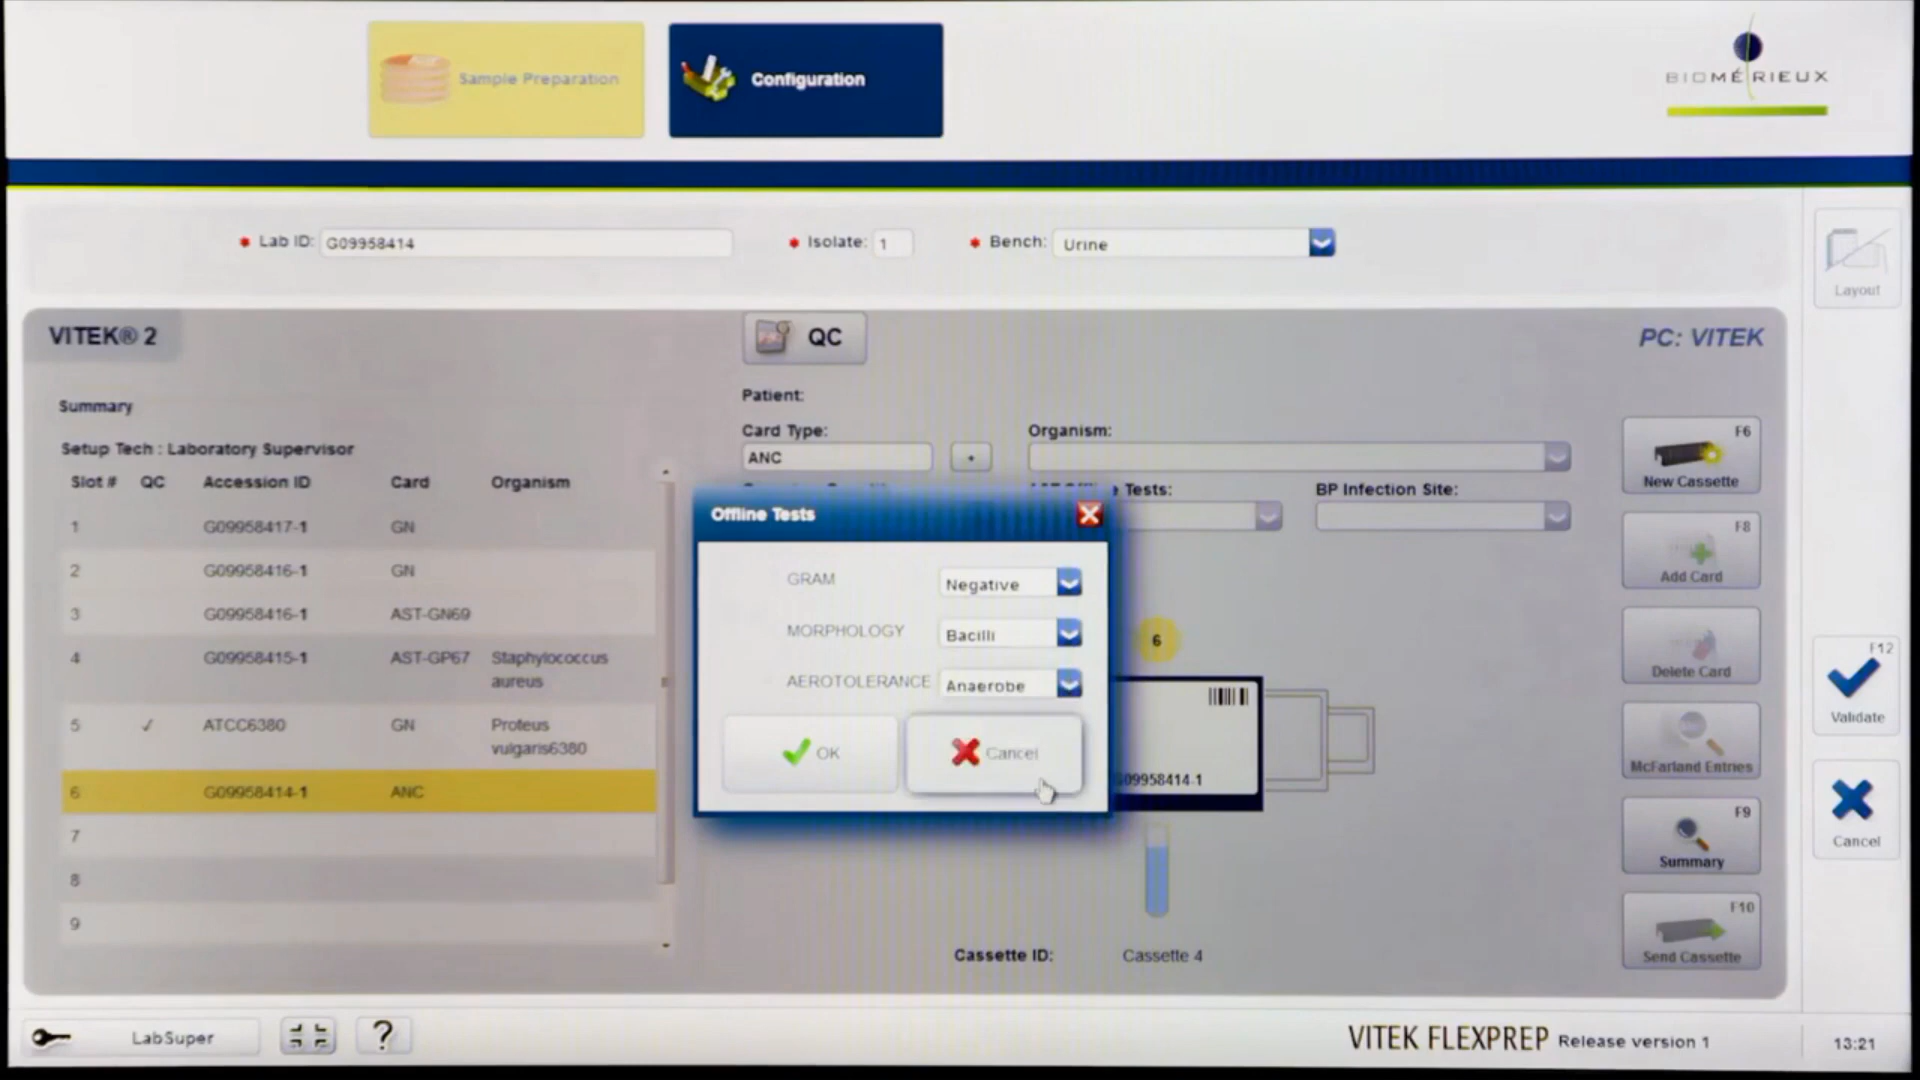 Sample Preparation
Configuration
BIOMÉRIEUX
Lab ID: G09958414
Isolate: 1
Bench: Urine
Layout
VITEK® 2
QC
PC: VITEK
Summary
Patient:
Card Type:
Organism:
ANC
Setup Tech : Laboratory Supervisor
Tests:
BP Infection Site:
Slot # QC Accession ID Card Organism
1 G09958417-1 GN
2 G09958416-1 GN
3 G09958416-1 AST-GN69
4 G09958415-1 AST-GP67 Staphylococcus
aureus
5 ✓ ATCC6380 GN Proteus
vulgaris6380
6 G09958414-1 ANC
7
8
9
Offline Tests
GRAM Negative
MORPHOLOGY Bacilli
AEROTOLERANCE Anaerobe
OK
Cancel
6
09958414-1
Cassette ID: Cassette 4
F6
New Cassette
F8
Add Card
Delete Card
McFarland Entries
F9
Summary
F10
Send Cassette
F12
Validate
Cancel
LabSuper
?
VITEK FLEXPREP Release version 1
13:21